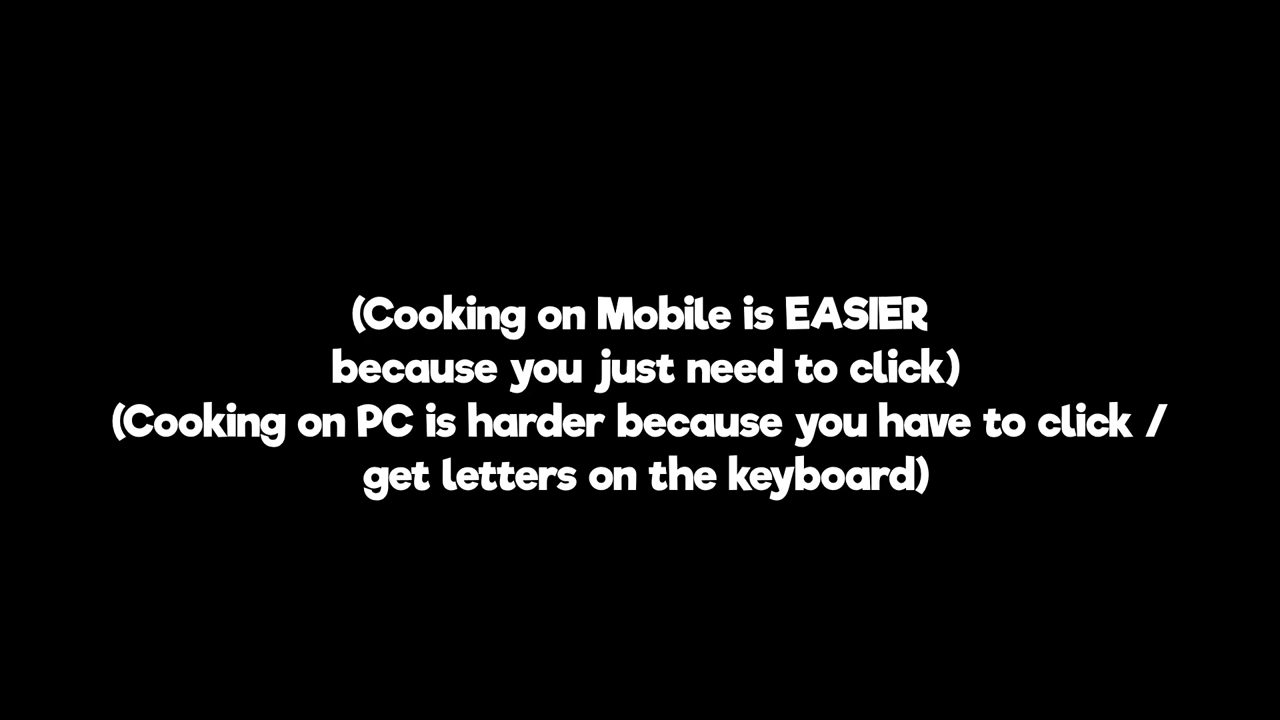 (Cooking on Mobile is EASIER
because you just need to click)
(Cooking on PC is harder because you have to click /
get letters on the keyboard)